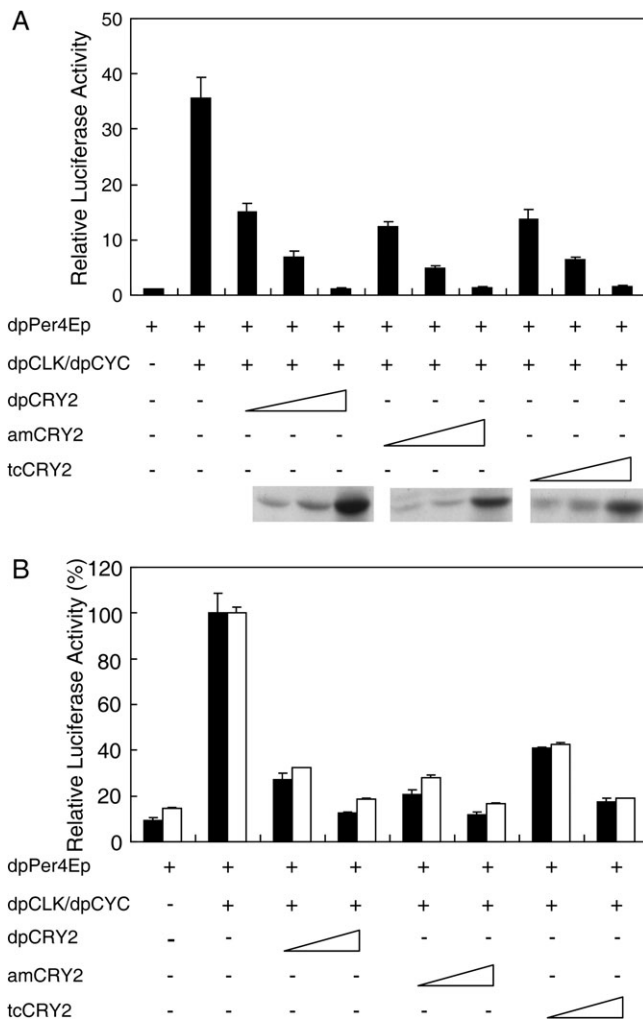 A
50
40
30
20
10
0
Relative Luciferase Activity
dpPer4Ep + + + + + + + + + + +
dpCLK/dpCYC - + + + + + + + + + +
dpCRY2 - - - - - - - -
amCRY2 - - - - - - - -
tcCRY2 - - - - - - - -
B
120
100
80
60
40
20
0
Relative Luciferase Activity (%)
dpPer4Ep + + + + + + + +
dpCLK/dpCYC - + + + + + + +
dpCRY2 - - - - - -
amCRY2 - - - - - -
tcCRY2 - - - - - -